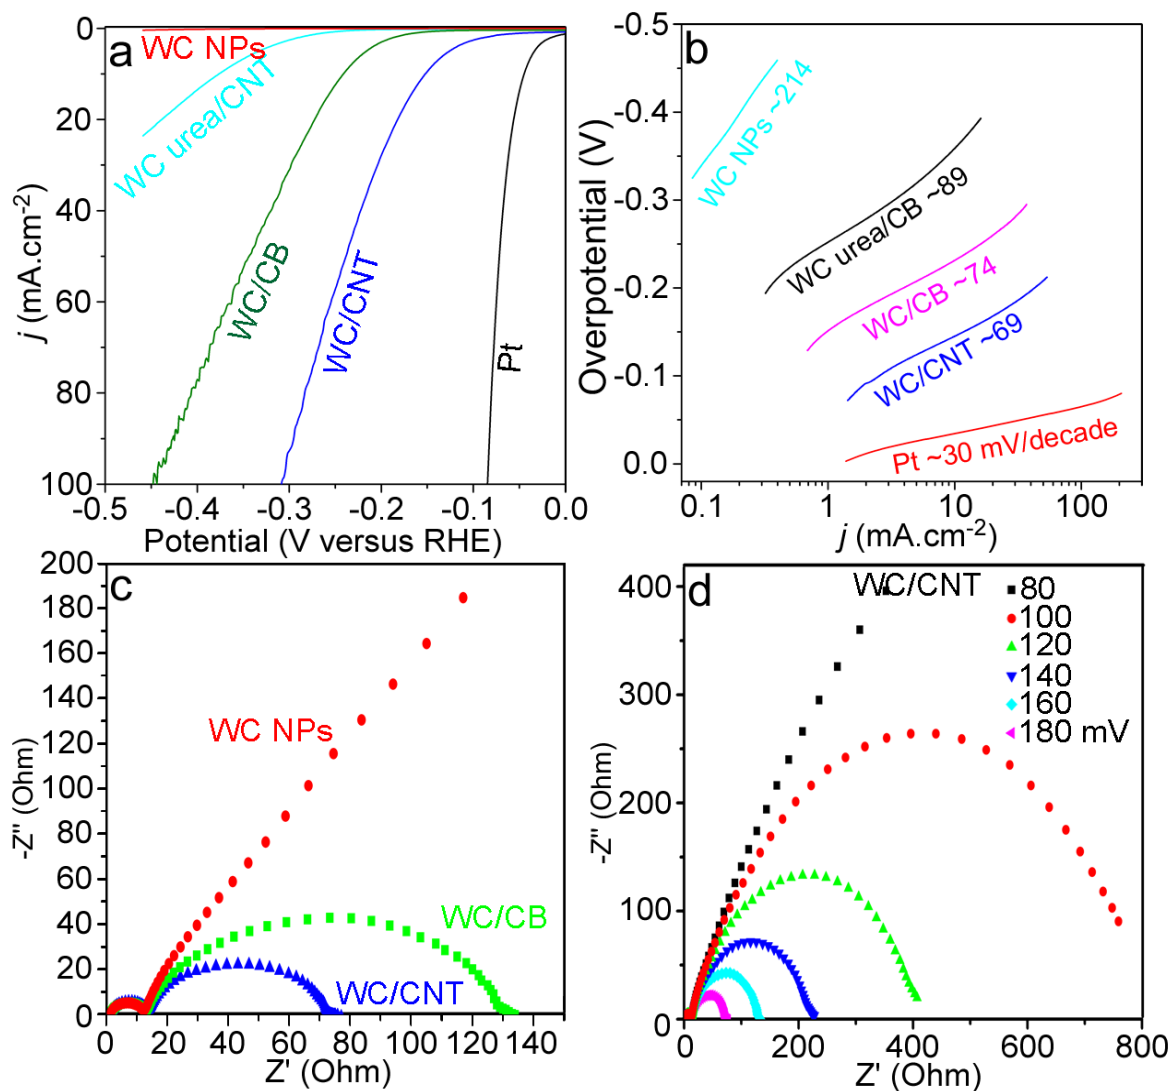 a
0
20
40
60
80
100
j (mA.cm-2)
-0.5
-0.4
-0.3
-0.2
-0.1
0.0
Potential (V versus RHE)
WC NPs
WC urea/CNT
WC/CB
WC/CNT
Pt
b
-0.5
-0.4
-0.3
-0.2
-0.1
0.0
Overpotential (V)
0.1
1
10
100
j (mA.cm-2)
WC NPs ~214
WC urea/CB ~89
WC/CB ~74
WC/CNT ~69
Pt ~30 mV/decade
c
200
190
180
160
140
130
120
100
80
60
40
20
0
-Z" (Ohm)
0
20
40
60
80
100
120
140
Z' (Ohm)
WC NPs
WC/CB
WC/CNT
d
400
300
200
100
0
-Z" (Ohm)
0
200
400
600
800
Z' (Ohm)
WC/CNT
80
100
120
140
160
180 mV